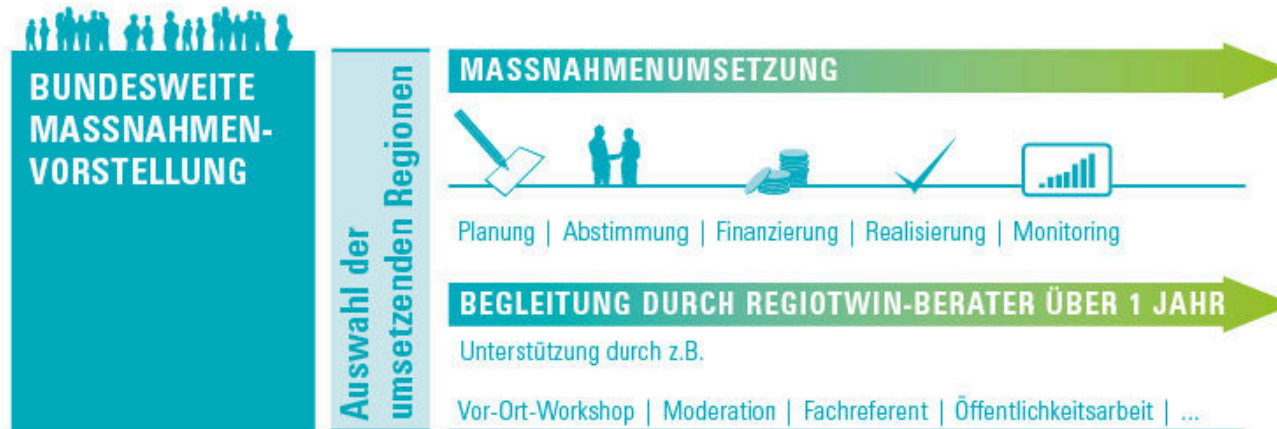 BUNDESWEITE
MASSNAHMEN-
VORSTELLUNG
Auswahl der
umsetzenden Regionen
MASSNAHMENUMSETZUNG
Planung | Abstimmung | Finanzierung | Realisierung | Monitoring
BEGLEITUNG DURCH REGIOTWIN-BERATER ÜBER 1 JAHR
Unterstützung durch z.B.
Vor-Ort-Workshop | Moderation | Fachreferent | Öffentlichkeitsarbeit | ...